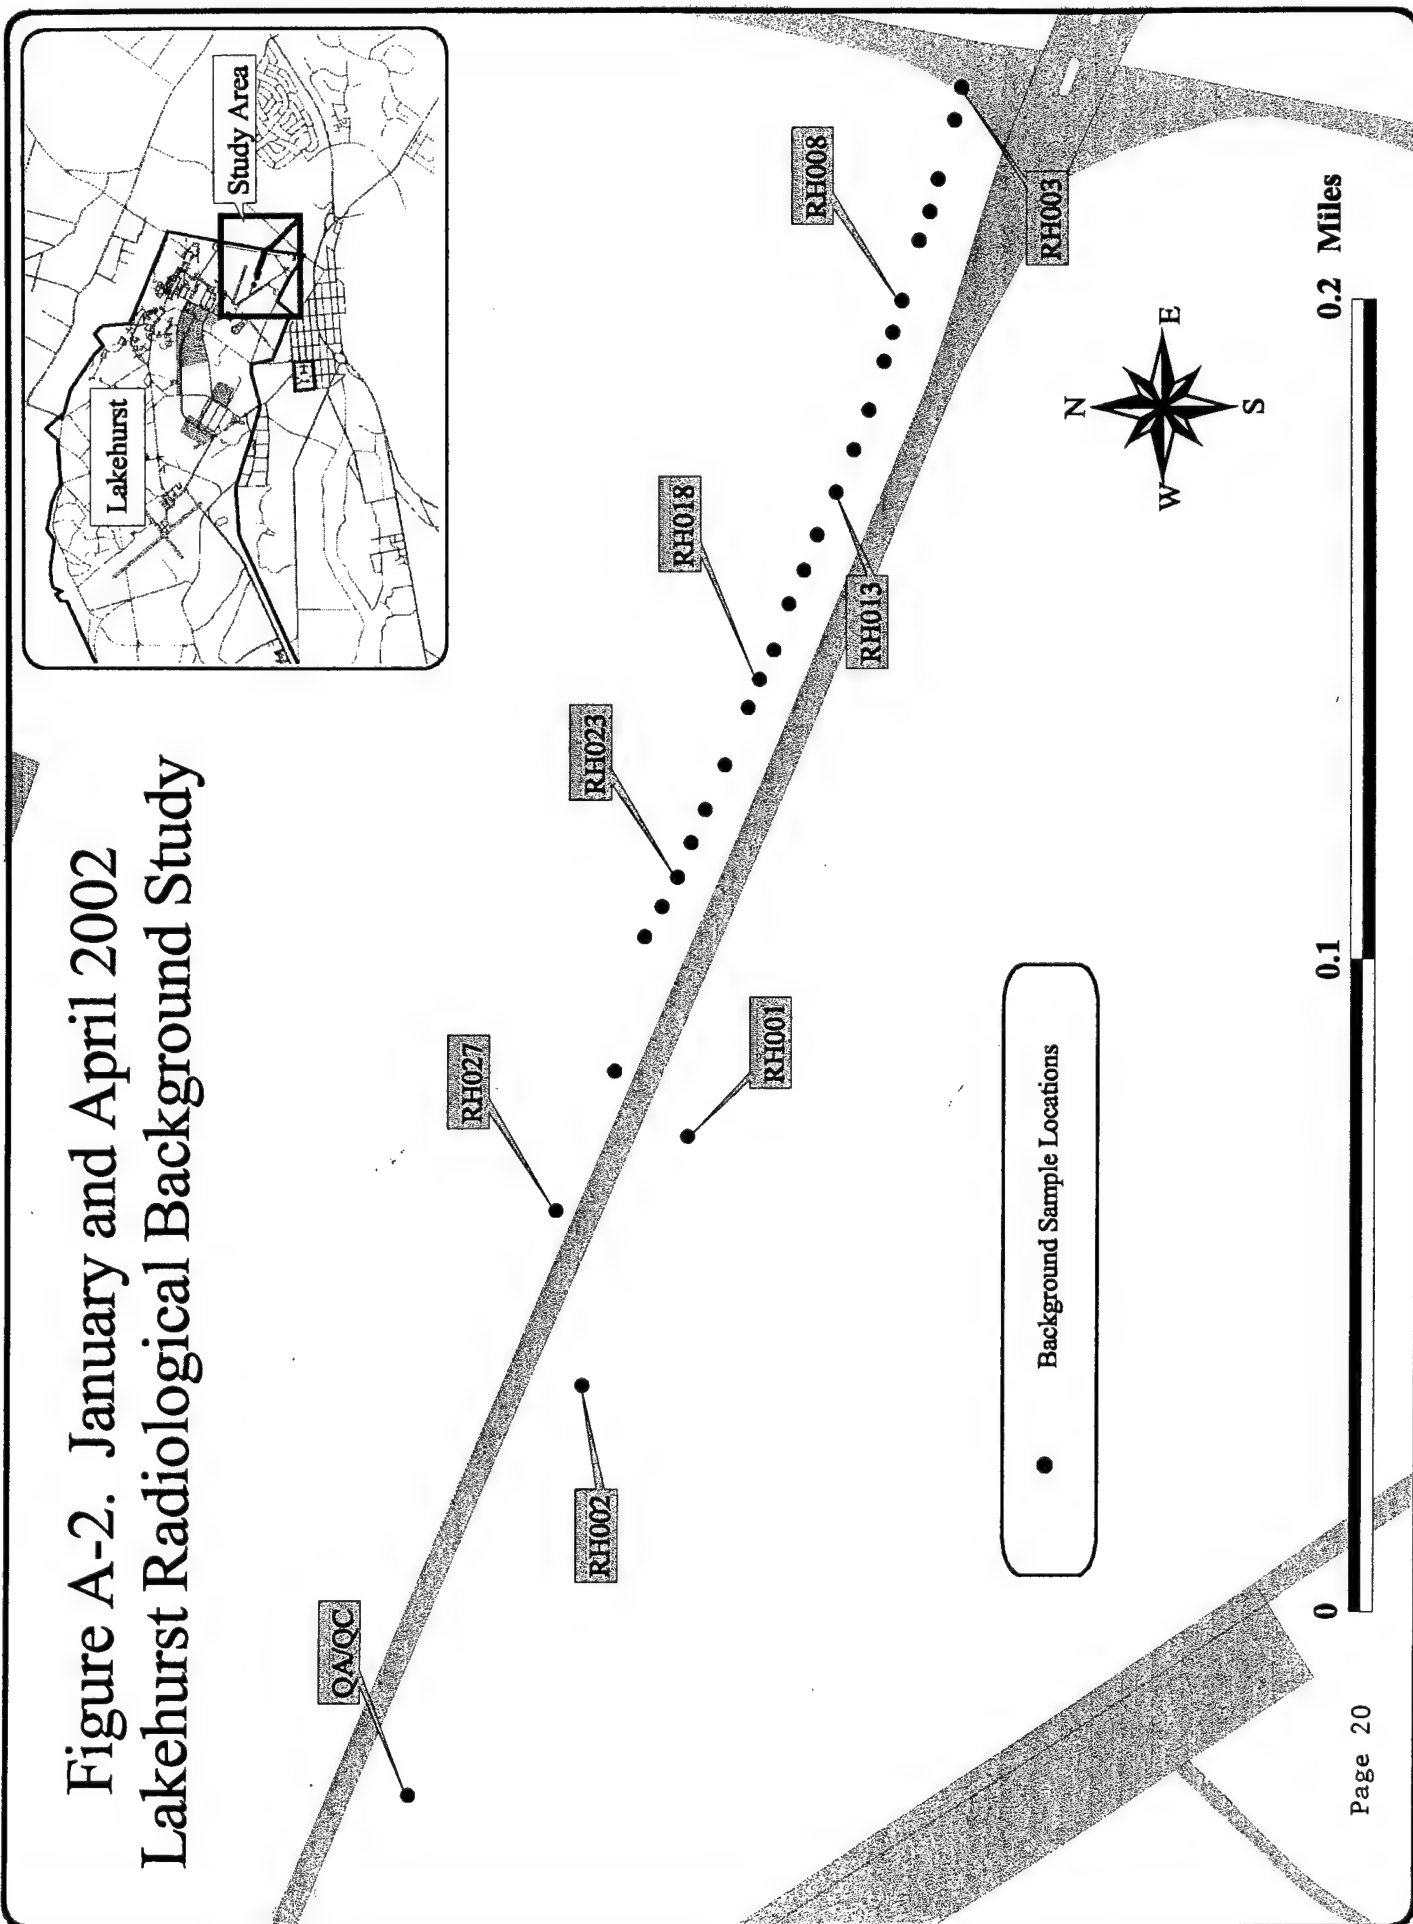 Figure A-2. January and April 2002
Lakehurst Radiological Background Study
Lakehurst
Study Area
QA/QC
RH002
RH027
RH001
RH023
RH018
RH013
RH008
RH003
Background Sample Locations
N
W
E
S
0
0.1
0.2 Miles
Page 20